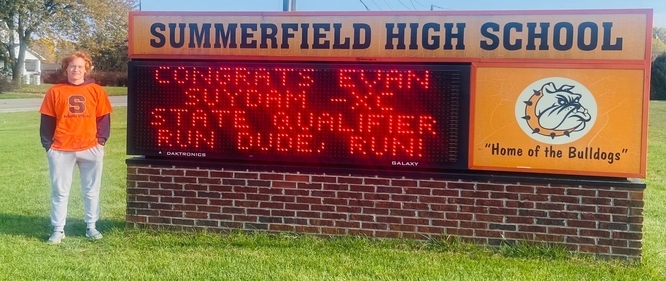 SUMMERFIELD HIGH SCHOOL
CONGRATS EVAN
SUYDAM -XC
STATE QUALIFIER
RUN DUDE, RUN!
DAKTRONICS
GALAXY
"Home of the Bulldogs"
S